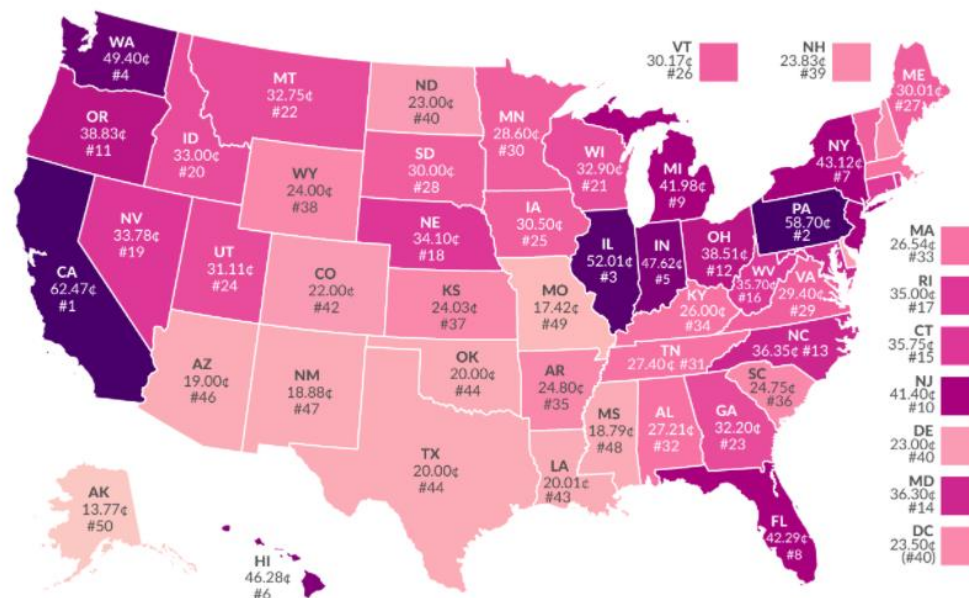 WA
49.40¢
#4
MT
32.75¢
#22
ND
23.00¢
#40
MN
28.60¢
#30
VT
30.17¢
#26
NH
23.83¢
#39
ME
30.01¢
#27
OR
38.83¢
#11
ID
33.00¢
#20
WY
24.00¢
#38
SD
30.00¢
#28
WI
32.90¢
#21
MI
41.98¢
#9
NY
43.12¢
#7
NV
33.78¢
#19
UT
31.11¢
#24
NE
34.10¢
#18
IA
30.50¢
#25
IL
52.01¢
#3
IN
47.62¢
#5
OH
38.51¢
#12
PA
58.70¢
#2
CA
62.47¢
#1
CO
22.00¢
#42
KS
24.03¢
#37
MO
17.42¢
#49
KY
26.00¢
#34
WV
35.70¢
#16
VA
29.40¢
#29
MA
26.54¢
#33
RI
35.00¢
#17
CT
35.75¢
#15
NJ
41.40¢
#10
DE
23.00¢
#40
MD
36.30¢
#14
DC
23.50¢
(#40)
AZ
19.00¢
#46
NM
18.88¢
#47
OK
20.00¢
#44
AR
24.80¢
#35
TN
27.40¢ #31
NC
36.35¢ #13
SC
24.75¢
#36
TX
20.00¢
#44
LA
20.01¢
#43
MS
18.79¢
#48
AL
27.21¢
#32
GA
32.20¢
#23
FL
42.29¢
#8
AK
13.77¢
#50
HI
46.28¢
#6